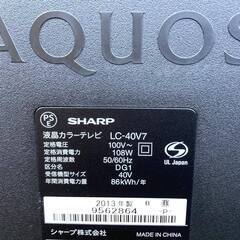 AQUOS
PS
E
SHARP
液晶カラーテレビ LC-40V7
定格電圧 100V~
定格消費電力 108W
定格周波数 50/60Hz
区分名 DG1
受信機型サイズ 40V
年間消費電力量 86kWh/年
UL Japan
2013年製
9562864 -P-
シャープ株式会社 MADE IN CHINA